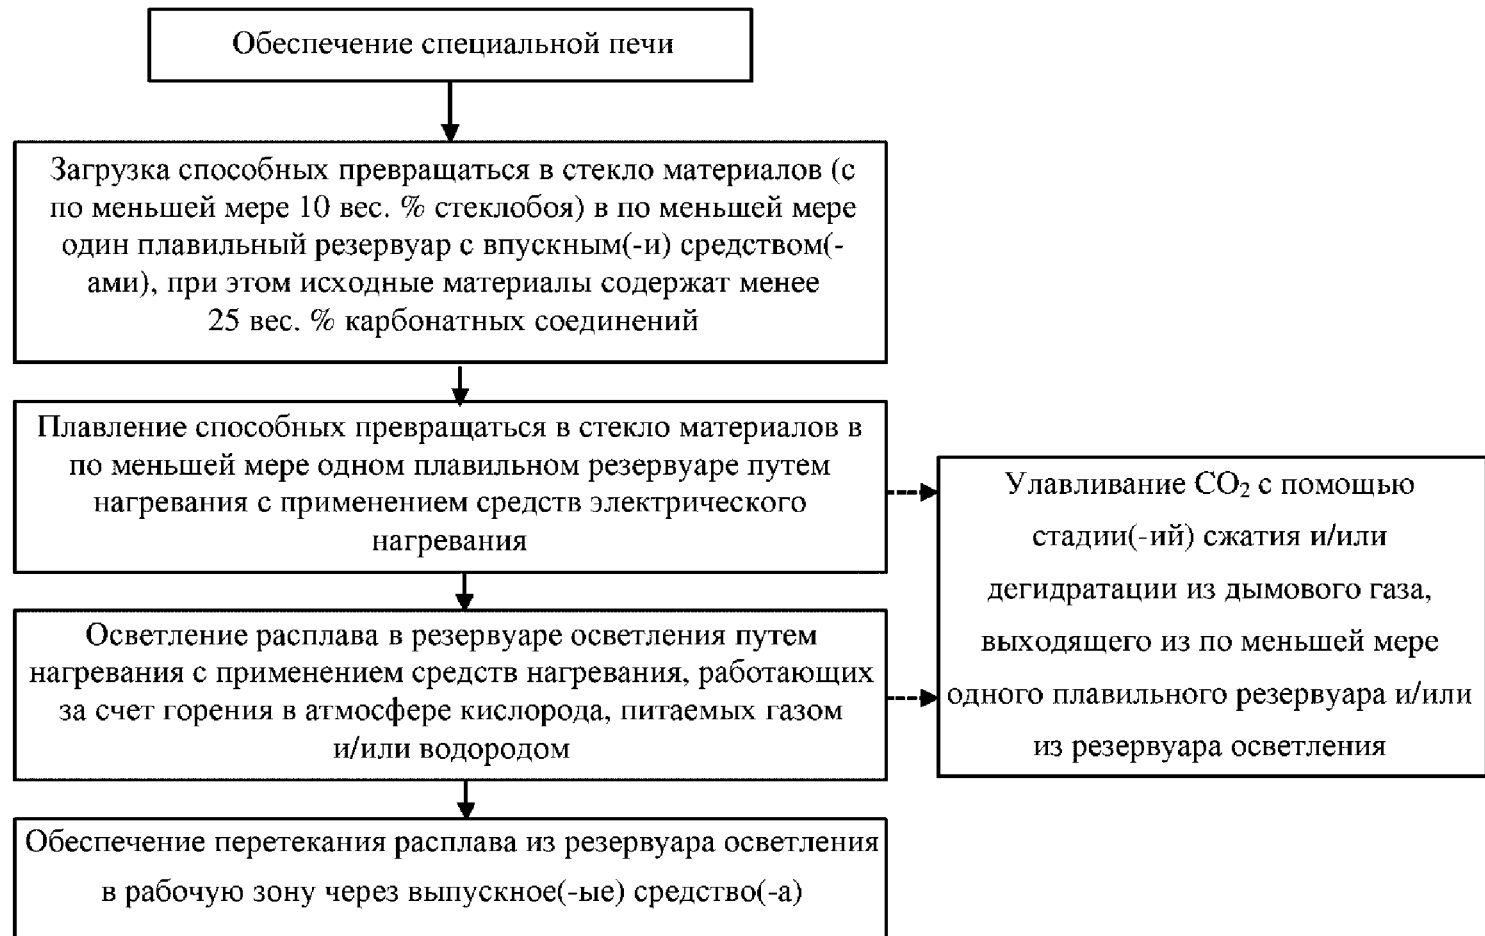 Обеспечение специальной печи
Загрузка способных превращаться в стекло материалов (с
по меньшей мере 10 вес. % стеклобоя) в по меньшей мере
один плавильный резервуар с впускным(-и) средством(-
ами), при этом исходные материалы содержат менее
25 вес. % карбонатных соединений
Плавление способных превращаться в стекло материалов в
по меньшей мере одном плавильном резервуаре путем
нагревания с применением средств электрического
нагревания
Осветление расплава в резервуаре осветления путем
нагревания с применением средств нагревания, работающих
за счет горения в атмосфере кислорода, питаемых газом
и/или водородом
Обеспечение перетекания расплава из резервуара осветления
в рабочую зону через выпускное(-ые) средство(-а)
Улавливание CO₂ с помощью
стадии(-ий) сжатия и/или
дегидратации из дымового газа,
выходящего из по меньшей мере
одного плавильного резервуара и/или
из резервуара осветления